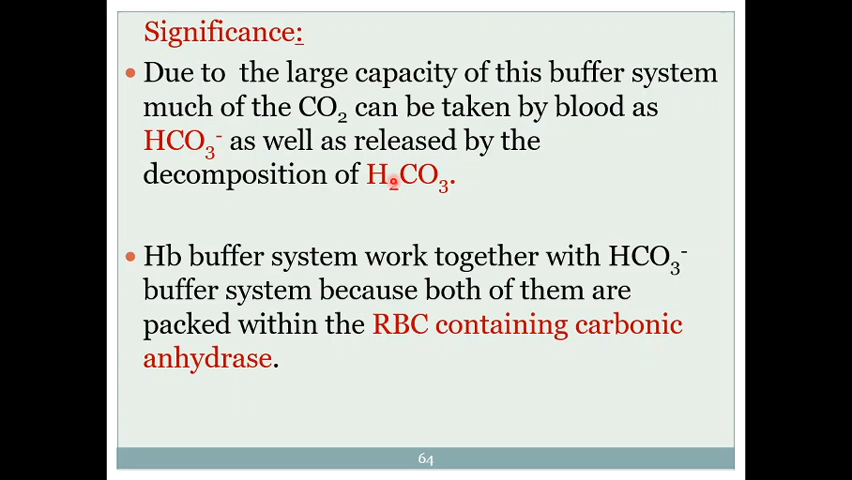 Significance:
• Due to the large capacity of this buffer system
much of the CO₂ can be taken by blood as
HCO₃⁻ as well as released by the
decomposition of H₂CO₃.
• Hb buffer system work together with HCO₃⁻
buffer system because both of them are
packed within the RBC containing carbonic
anhydrase.
64